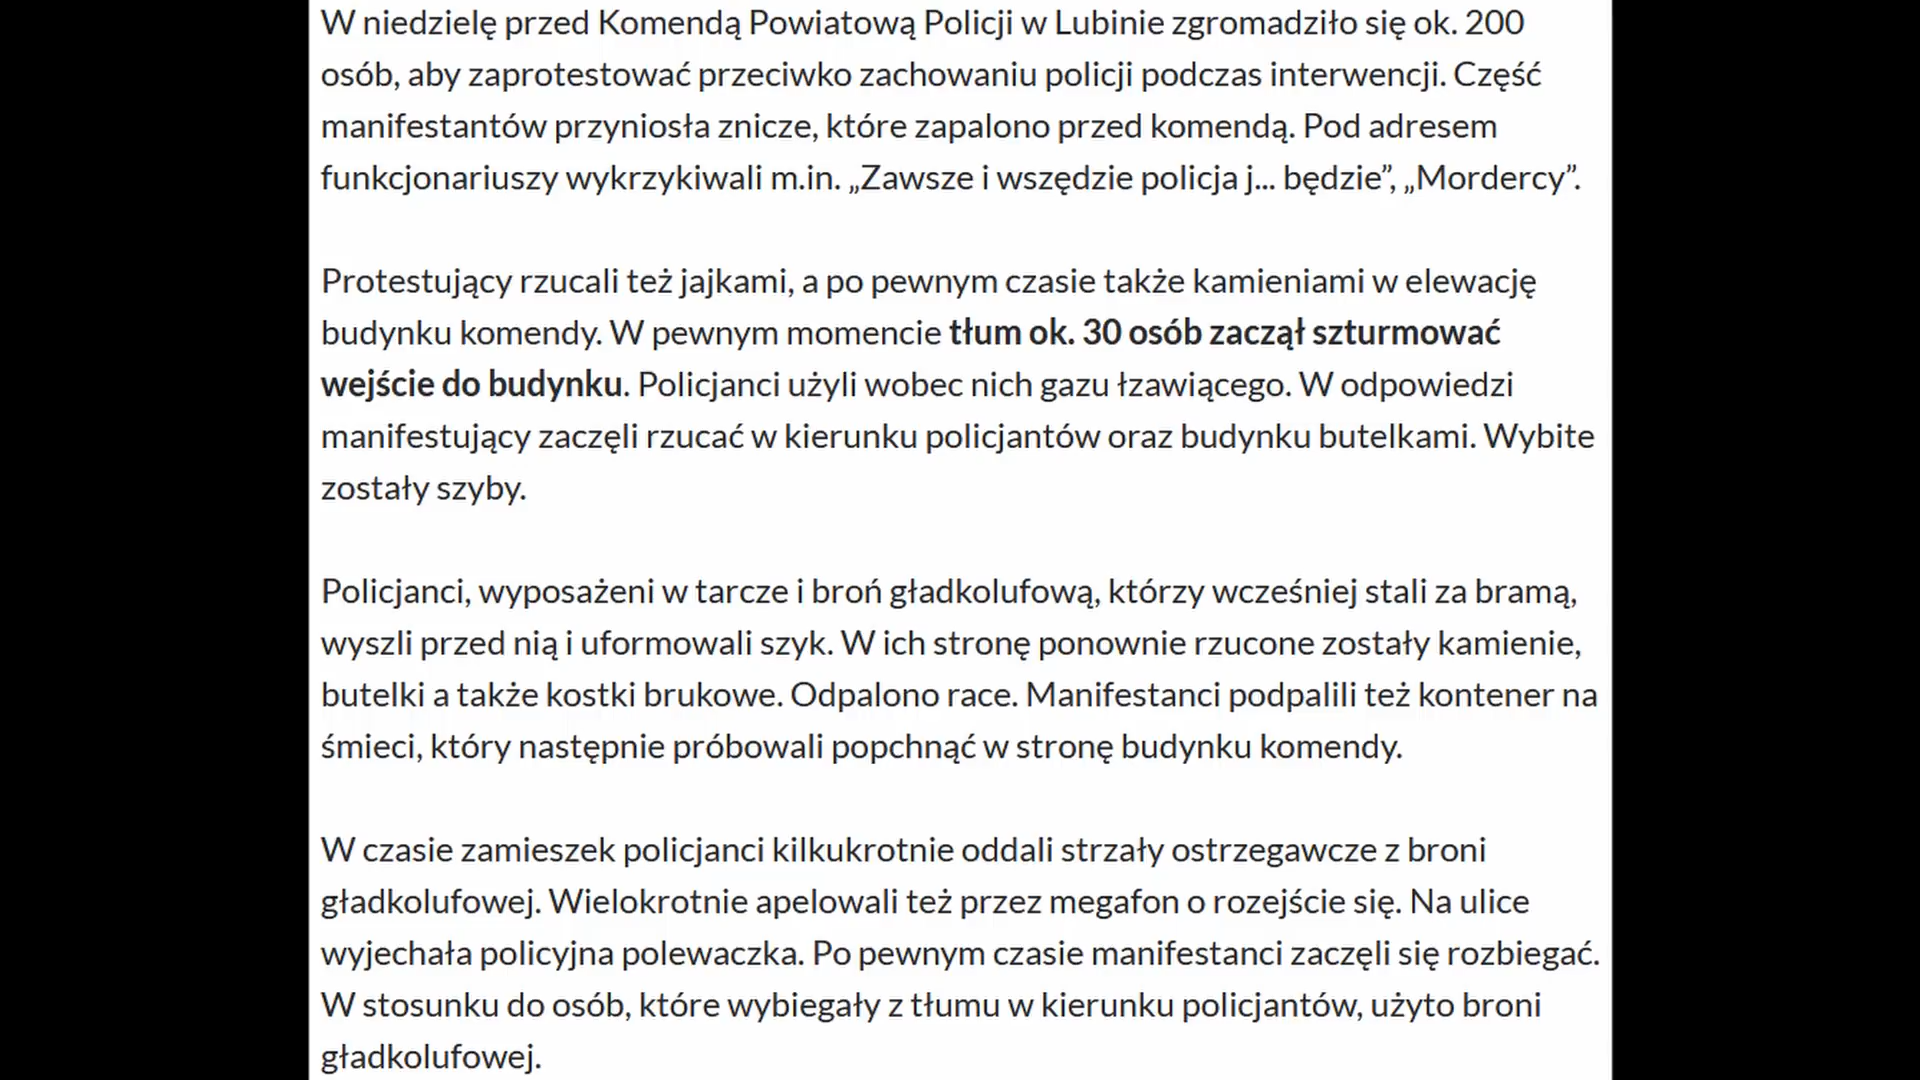 W niedzielę przed Komendą Powiatową Policji w Lubinie zgromadziło się ok. 200
osób, aby zaprotestować przeciwko zachowaniu policji podczas interwencji. Część
manifestantów przyniosła znicze, które zapalono przed komendą. Pod adresem
funkcjonariuszy wykrzykiwali m.in. „Zawsze i wszędzie policja j... będzie”, „Mordercy”.
Protestujący rzucali też jajkami, a po pewnym czasie także kamieniami w elewację
budynku komendy. W pewnym momencie tłum ok. 30 osób zaczął szturmować
wejście do budynku. Policjanci użyli wobec nich gazu łzawiącego. W odpowiedzi
manifestujący zaczęli rzucać w kierunku policjantów oraz budynku butelkami. Wybite
zostały szyby.
Policjanci, wyposażeni w tarcze i broń gładkolufową, którzy wcześniej stali za bramą,
wyszli przed nią i uformowali szyk. W ich stronę ponownie rzucone zostały kamienie,
butelki a także kostki brukowe. Odpalono race. Manifestanci podpalili też kontener na
śmieci, który następnie próbowali popchnąć w stronę budynku komendy.
W czasie zamieszek policjanci kilkukrotnie oddali strzały ostrzegawcze z broni
gładkolufowej. Wielokrotnie apelowali też przez megafon o rozejście się. Na ulice
wyjechała policyjna polewaczka. Po pewnym czasie manifestanci zaczęli się rozbiegać.
W stosunku do osób, które wybiegały z tłumu w kierunku policjantów, użyto broni
gładkolufowej.